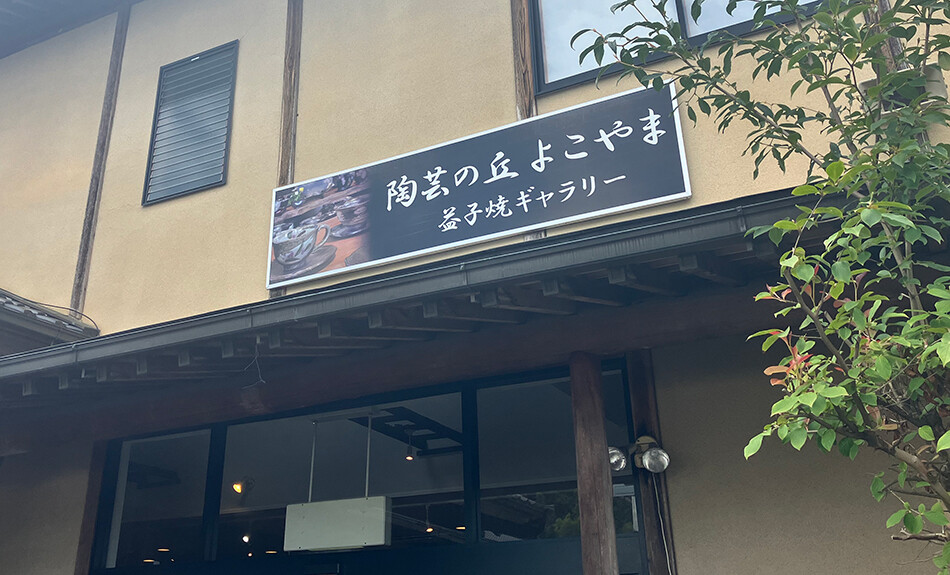 陶芸の丘 よこやま
益子焼ギャラリー